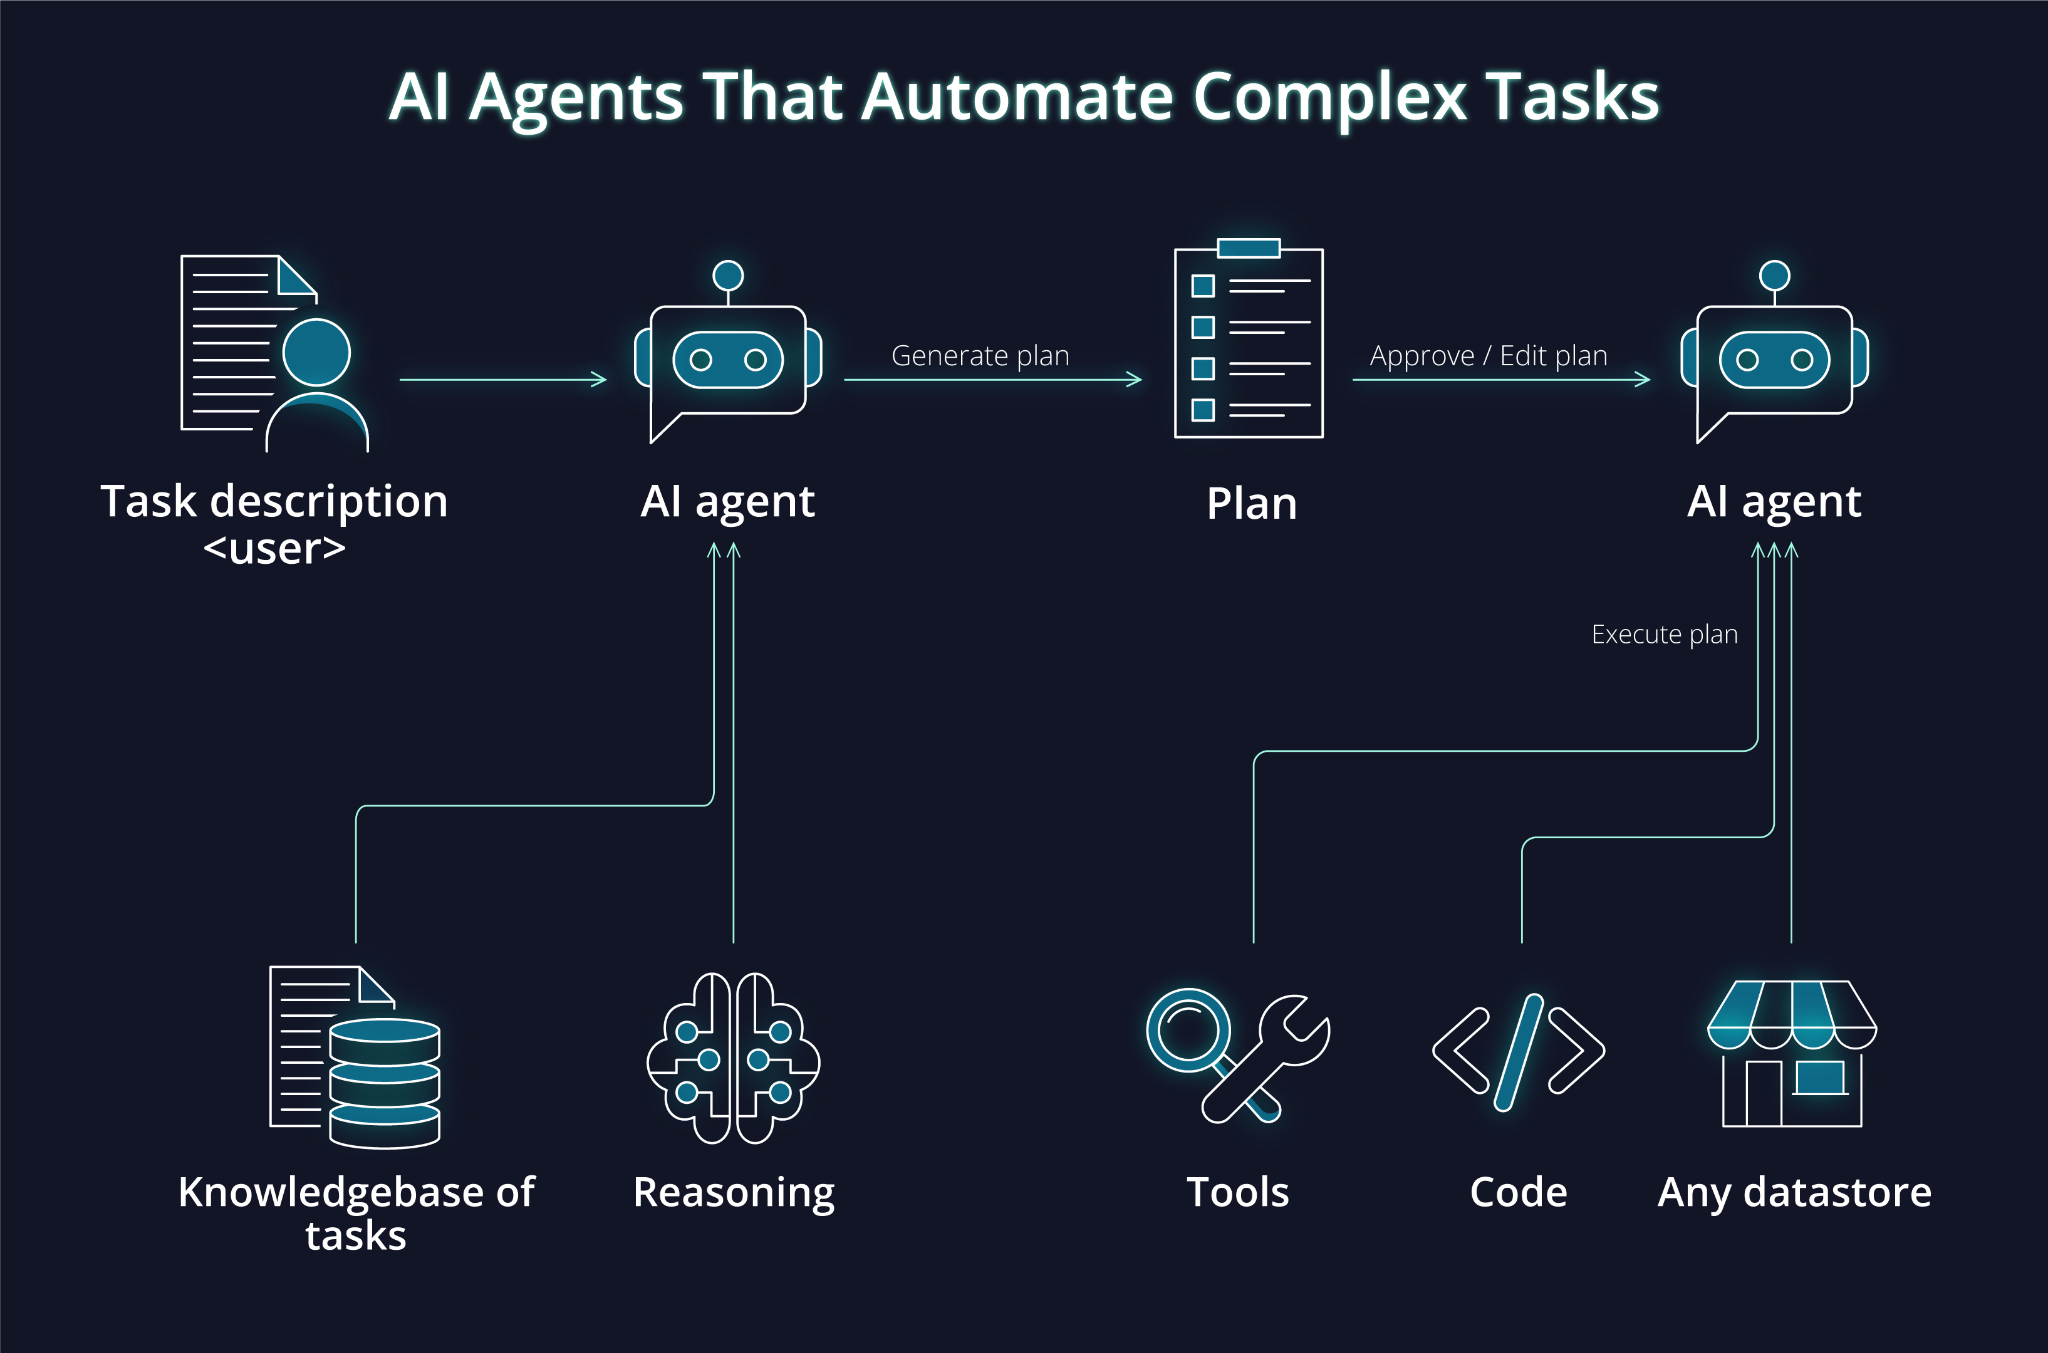 AI Agents That Automate Complex Tasks
Generate plan
Approve / Edit plan
Task description
<user>
AI agent
Plan
AI agent
Execute plan
Knowledgebase of
tasks
Reasoning
Tools
Code
Any datastore